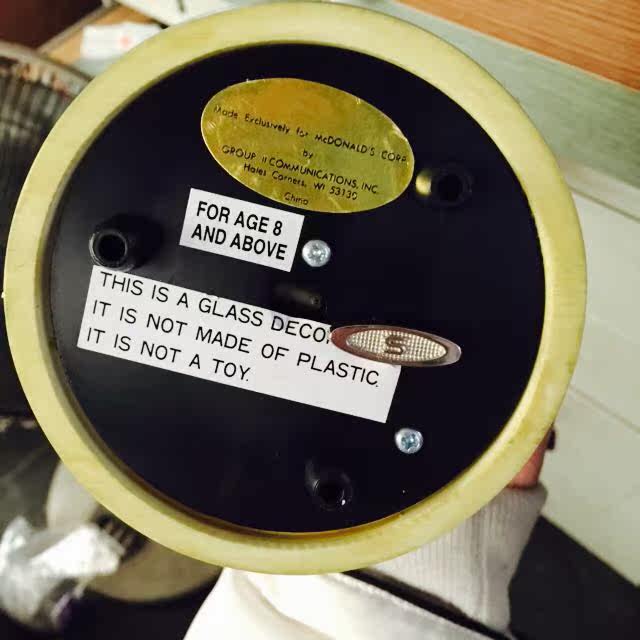 Made Exclusively for McDONALD'S CORP.
by
GROUP II COMMUNICATIONS, INC.
Hales Corners, WI 53130
China
FOR AGE 8
AND ABOVE
THIS IS A GLASS DECO
IT IS NOT MADE OF PLASTIC.
IT IS NOT A TOY.
S